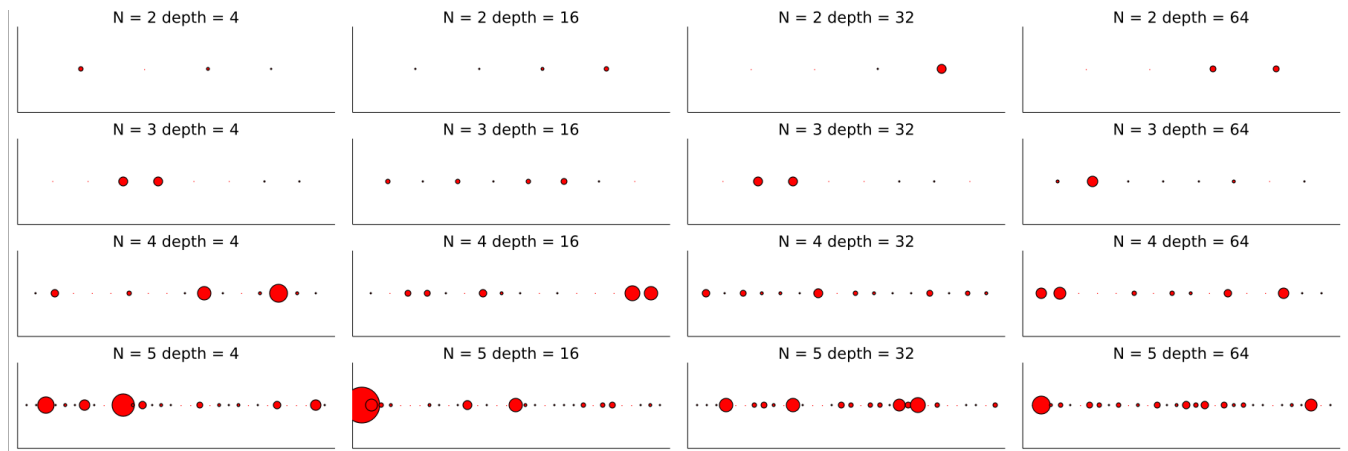 N = 2 depth = 4
N = 2 depth = 16
N = 2 depth = 32
N = 2 depth = 64
N = 3 depth = 4
N = 3 depth = 16
N = 3 depth = 32
N = 3 depth = 64
N = 4 depth = 4
N = 4 depth = 16
N = 4 depth = 32
N = 4 depth = 64
N = 5 depth = 4
N = 5 depth = 16
N = 5 depth = 32
N = 5 depth = 64